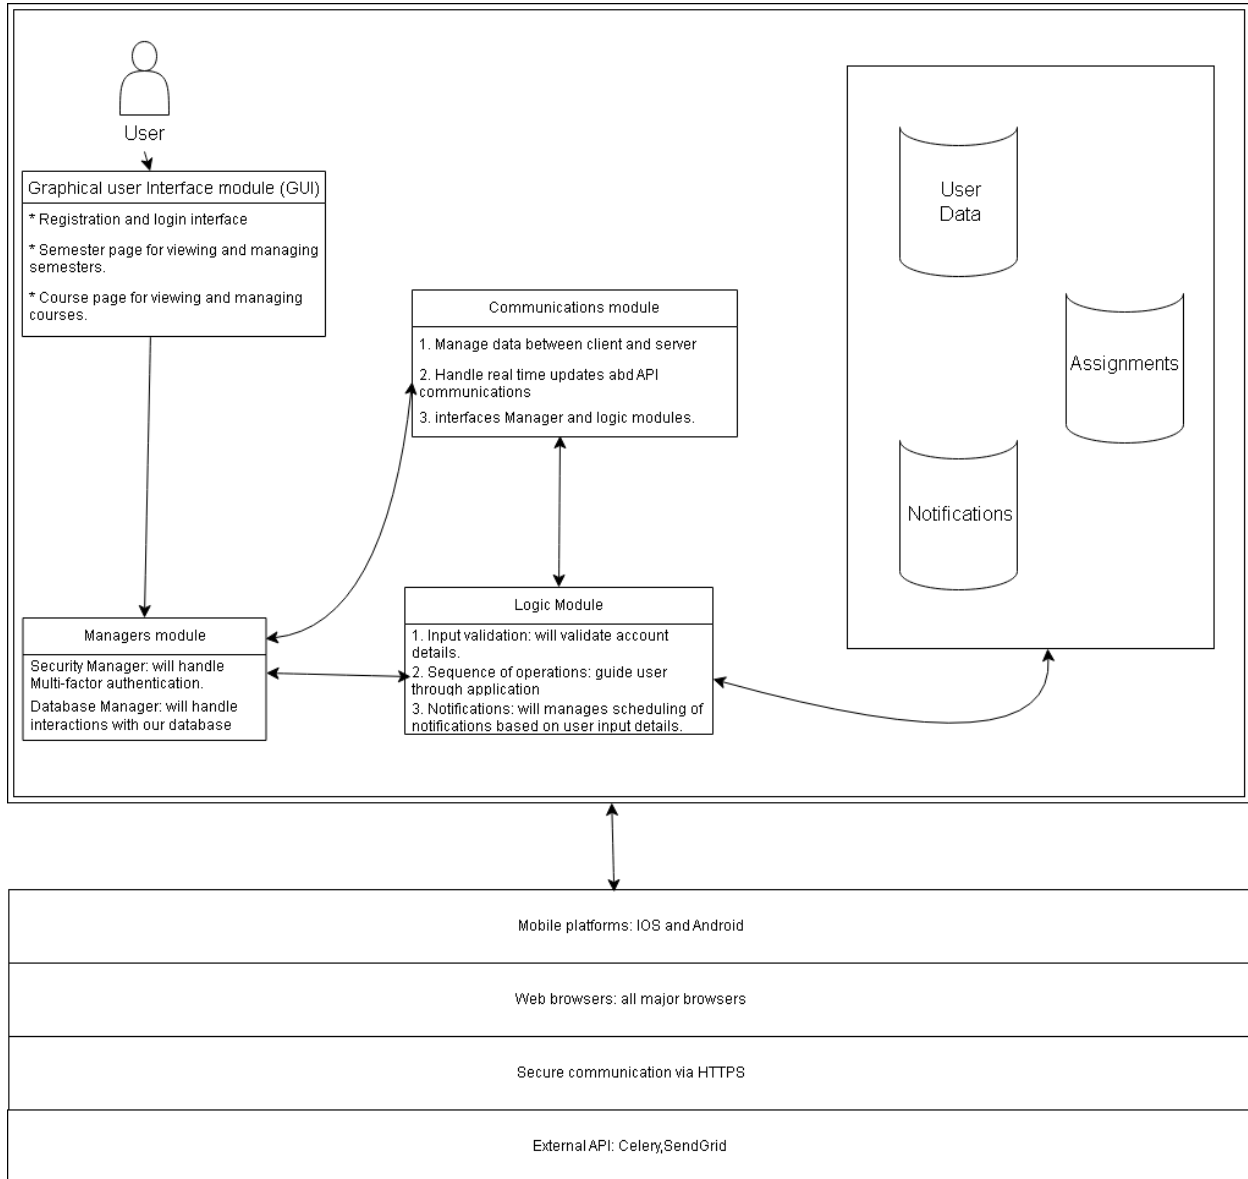 User
Graphical user Interface module (GUI)
* Registration and login interface
* Semester page for viewing and managing
semesters.
* Course page for viewing and managing
courses.
Communications module
1. Manage data between client and server
2. Handle real time updates abd API
communications
3. interfaces Manager and logic modules.
User
Data
Assignments
Notifications
Managers module
Security Manager: will handle
Multi-factor authentication.
Database Manager: will handle
interactions with our database
Logic Module
1. Input validation: will validate account
details.
2. Sequence of operations: guide user
through application
3. Notifications: will manages scheduling of
notifications based on user input details.
Mobile platforms: IOS and Android
Web browsers: all major browsers
Secure communication via HTTPS
External API: Celery,SendGrid